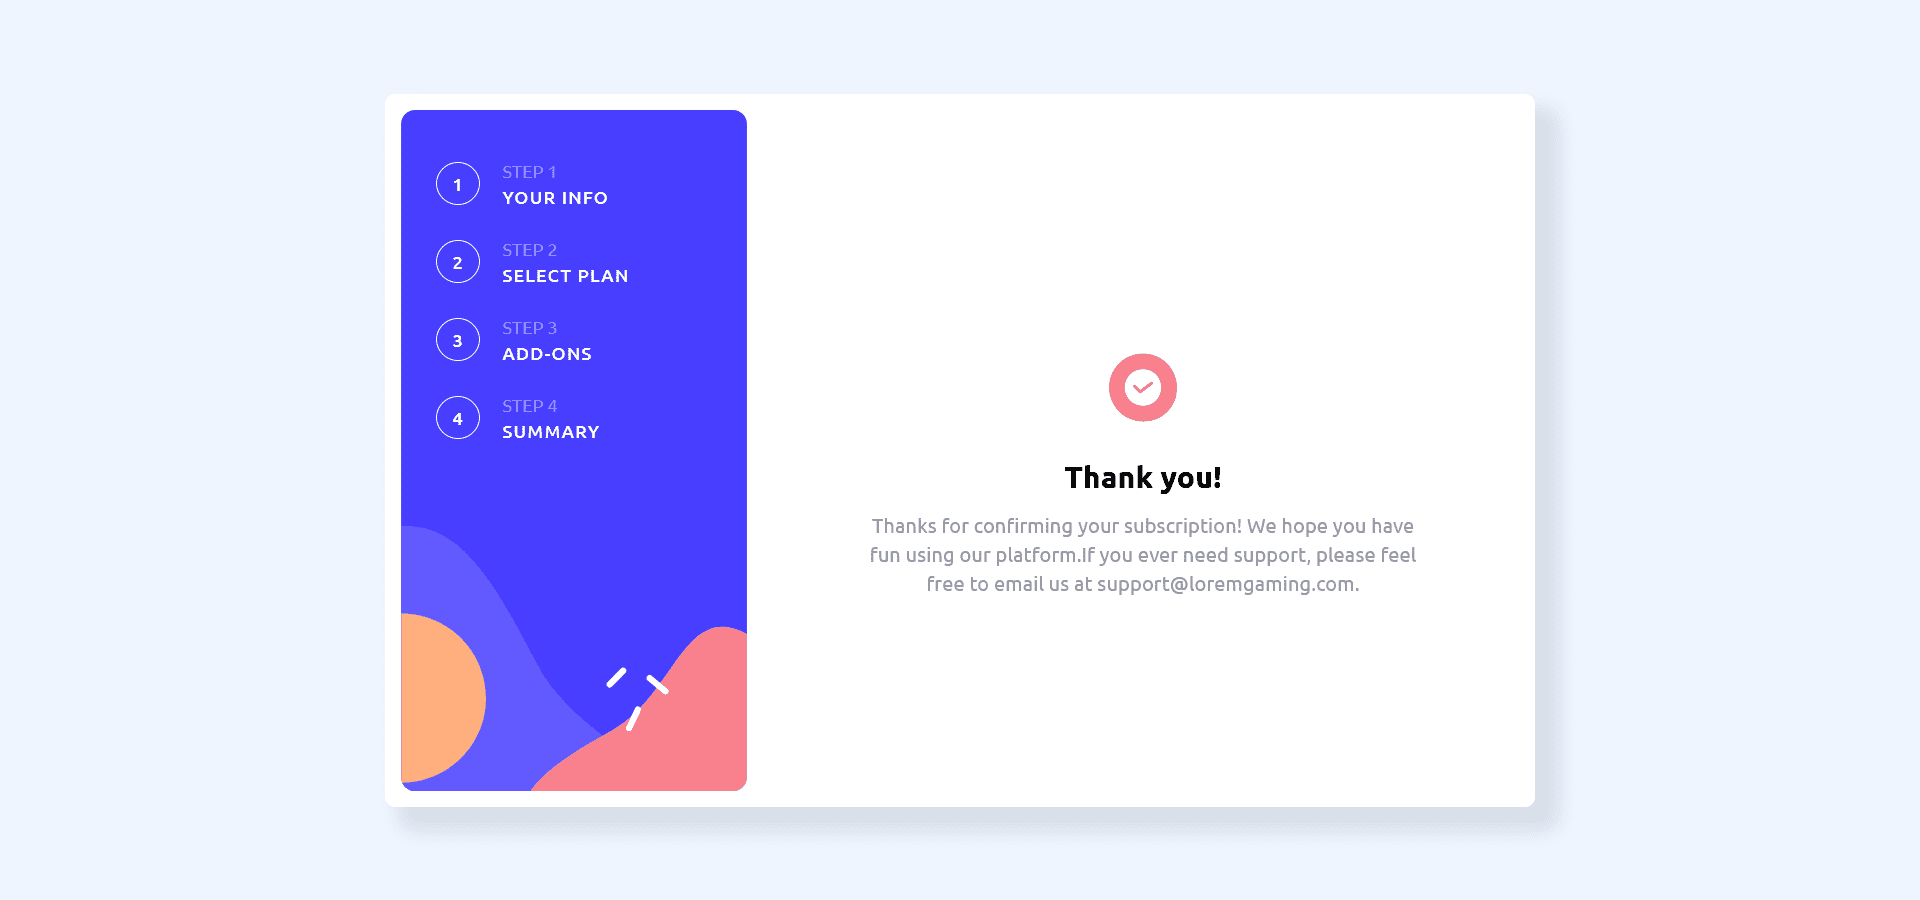 1
STEP 1
YOUR INFO
2
STEP 2
SELECT PLAN
3
STEP 3
ADD-ONS
4
STEP 4
SUMMARY
Thank you!
Thanks for confirming your subscription! We hope you have
fun using our platform.If you ever need support, please feel
free to email us at support@loremgaming.com.